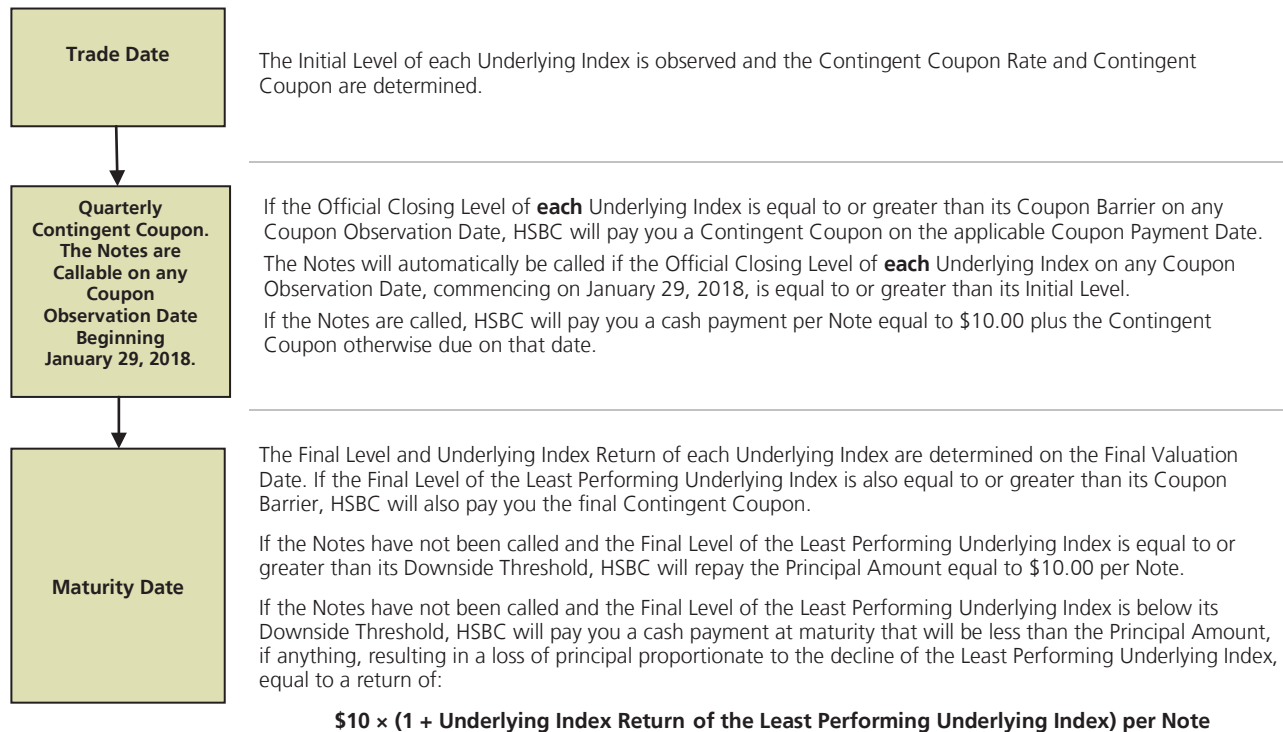 Trade Date
The Initial Level of each Underlying Index is observed and the Contingent Coupon Rate and Contingent
Coupon are determined.
Quarterly
Contingent Coupon.
The Notes are
Callable on any
Coupon
Observation Date
Beginning
January 29, 2018.
If the Official Closing Level of each Underlying Index is equal to or greater than its Coupon Barrier on any
Coupon Observation Date, HSBC will pay you a Contingent Coupon on the applicable Coupon Payment Date.
The Notes will automatically be called if the Official Closing Level of each Underlying Index on any Coupon
Observation Date, commencing on January 29, 2018, is equal to or greater than its Initial Level.
If the Notes are called, HSBC will pay you a cash payment per Note equal to $10.00 plus the Contingent
Coupon otherwise due on that date.
Maturity Date
The Final Level and Underlying Index Return of each Underlying Index are determined on the Final Valuation
Date. If the Final Level of the Least Performing Underlying Index is also equal to or greater than its Coupon
Barrier, HSBC will also pay you the final Contingent Coupon.
If the Notes have not been called and the Final Level of the Least Performing Underlying Index is equal to or
greater than its Downside Threshold, HSBC will repay the Principal Amount equal to $10.00 per Note.
If the Notes have not been called and the Final Level of the Least Performing Underlying Index is below its
Downside Threshold, HSBC will pay you a cash payment at maturity that will be less than the Principal Amount,
if anything, resulting in a loss of principal proportionate to the decline of the Least Performing Underlying Index,
equal to a return of:
$10 × (1 + Underlying Index Return of the Least Performing Underlying Index) per Note